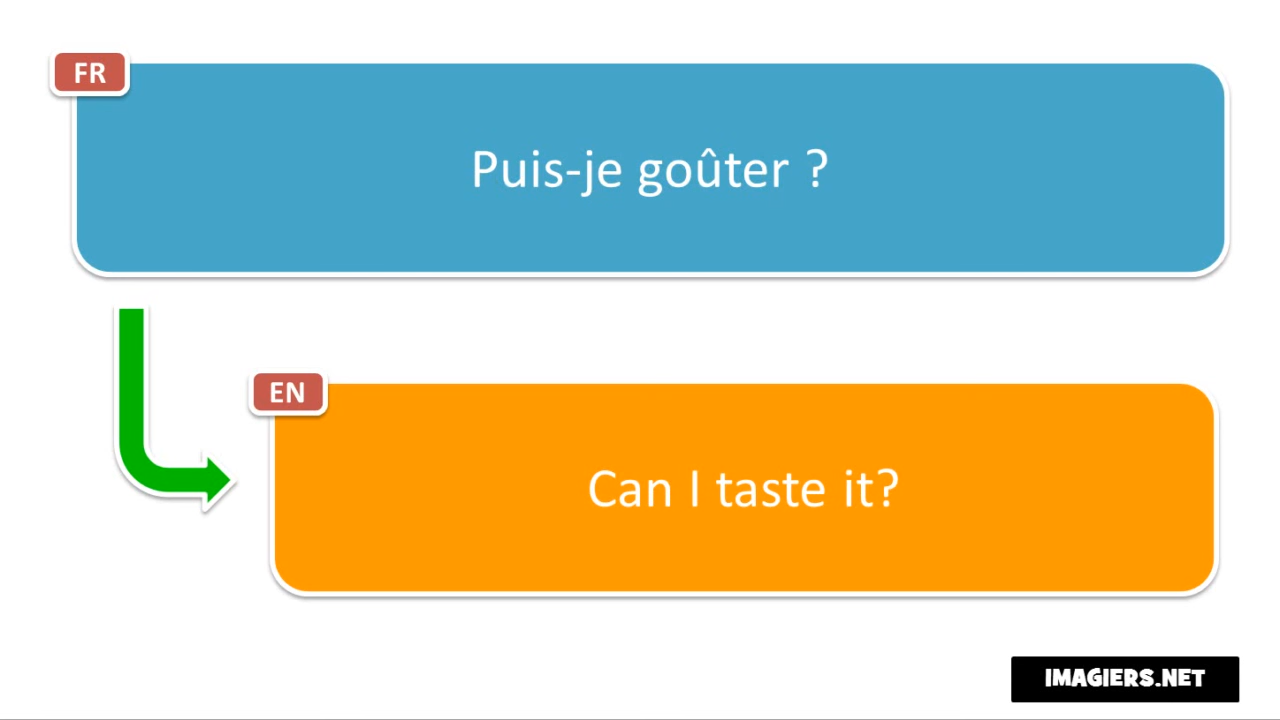 FR
Puis-je goûter ?
EN
Can I taste it?
IMAGIERS.NET